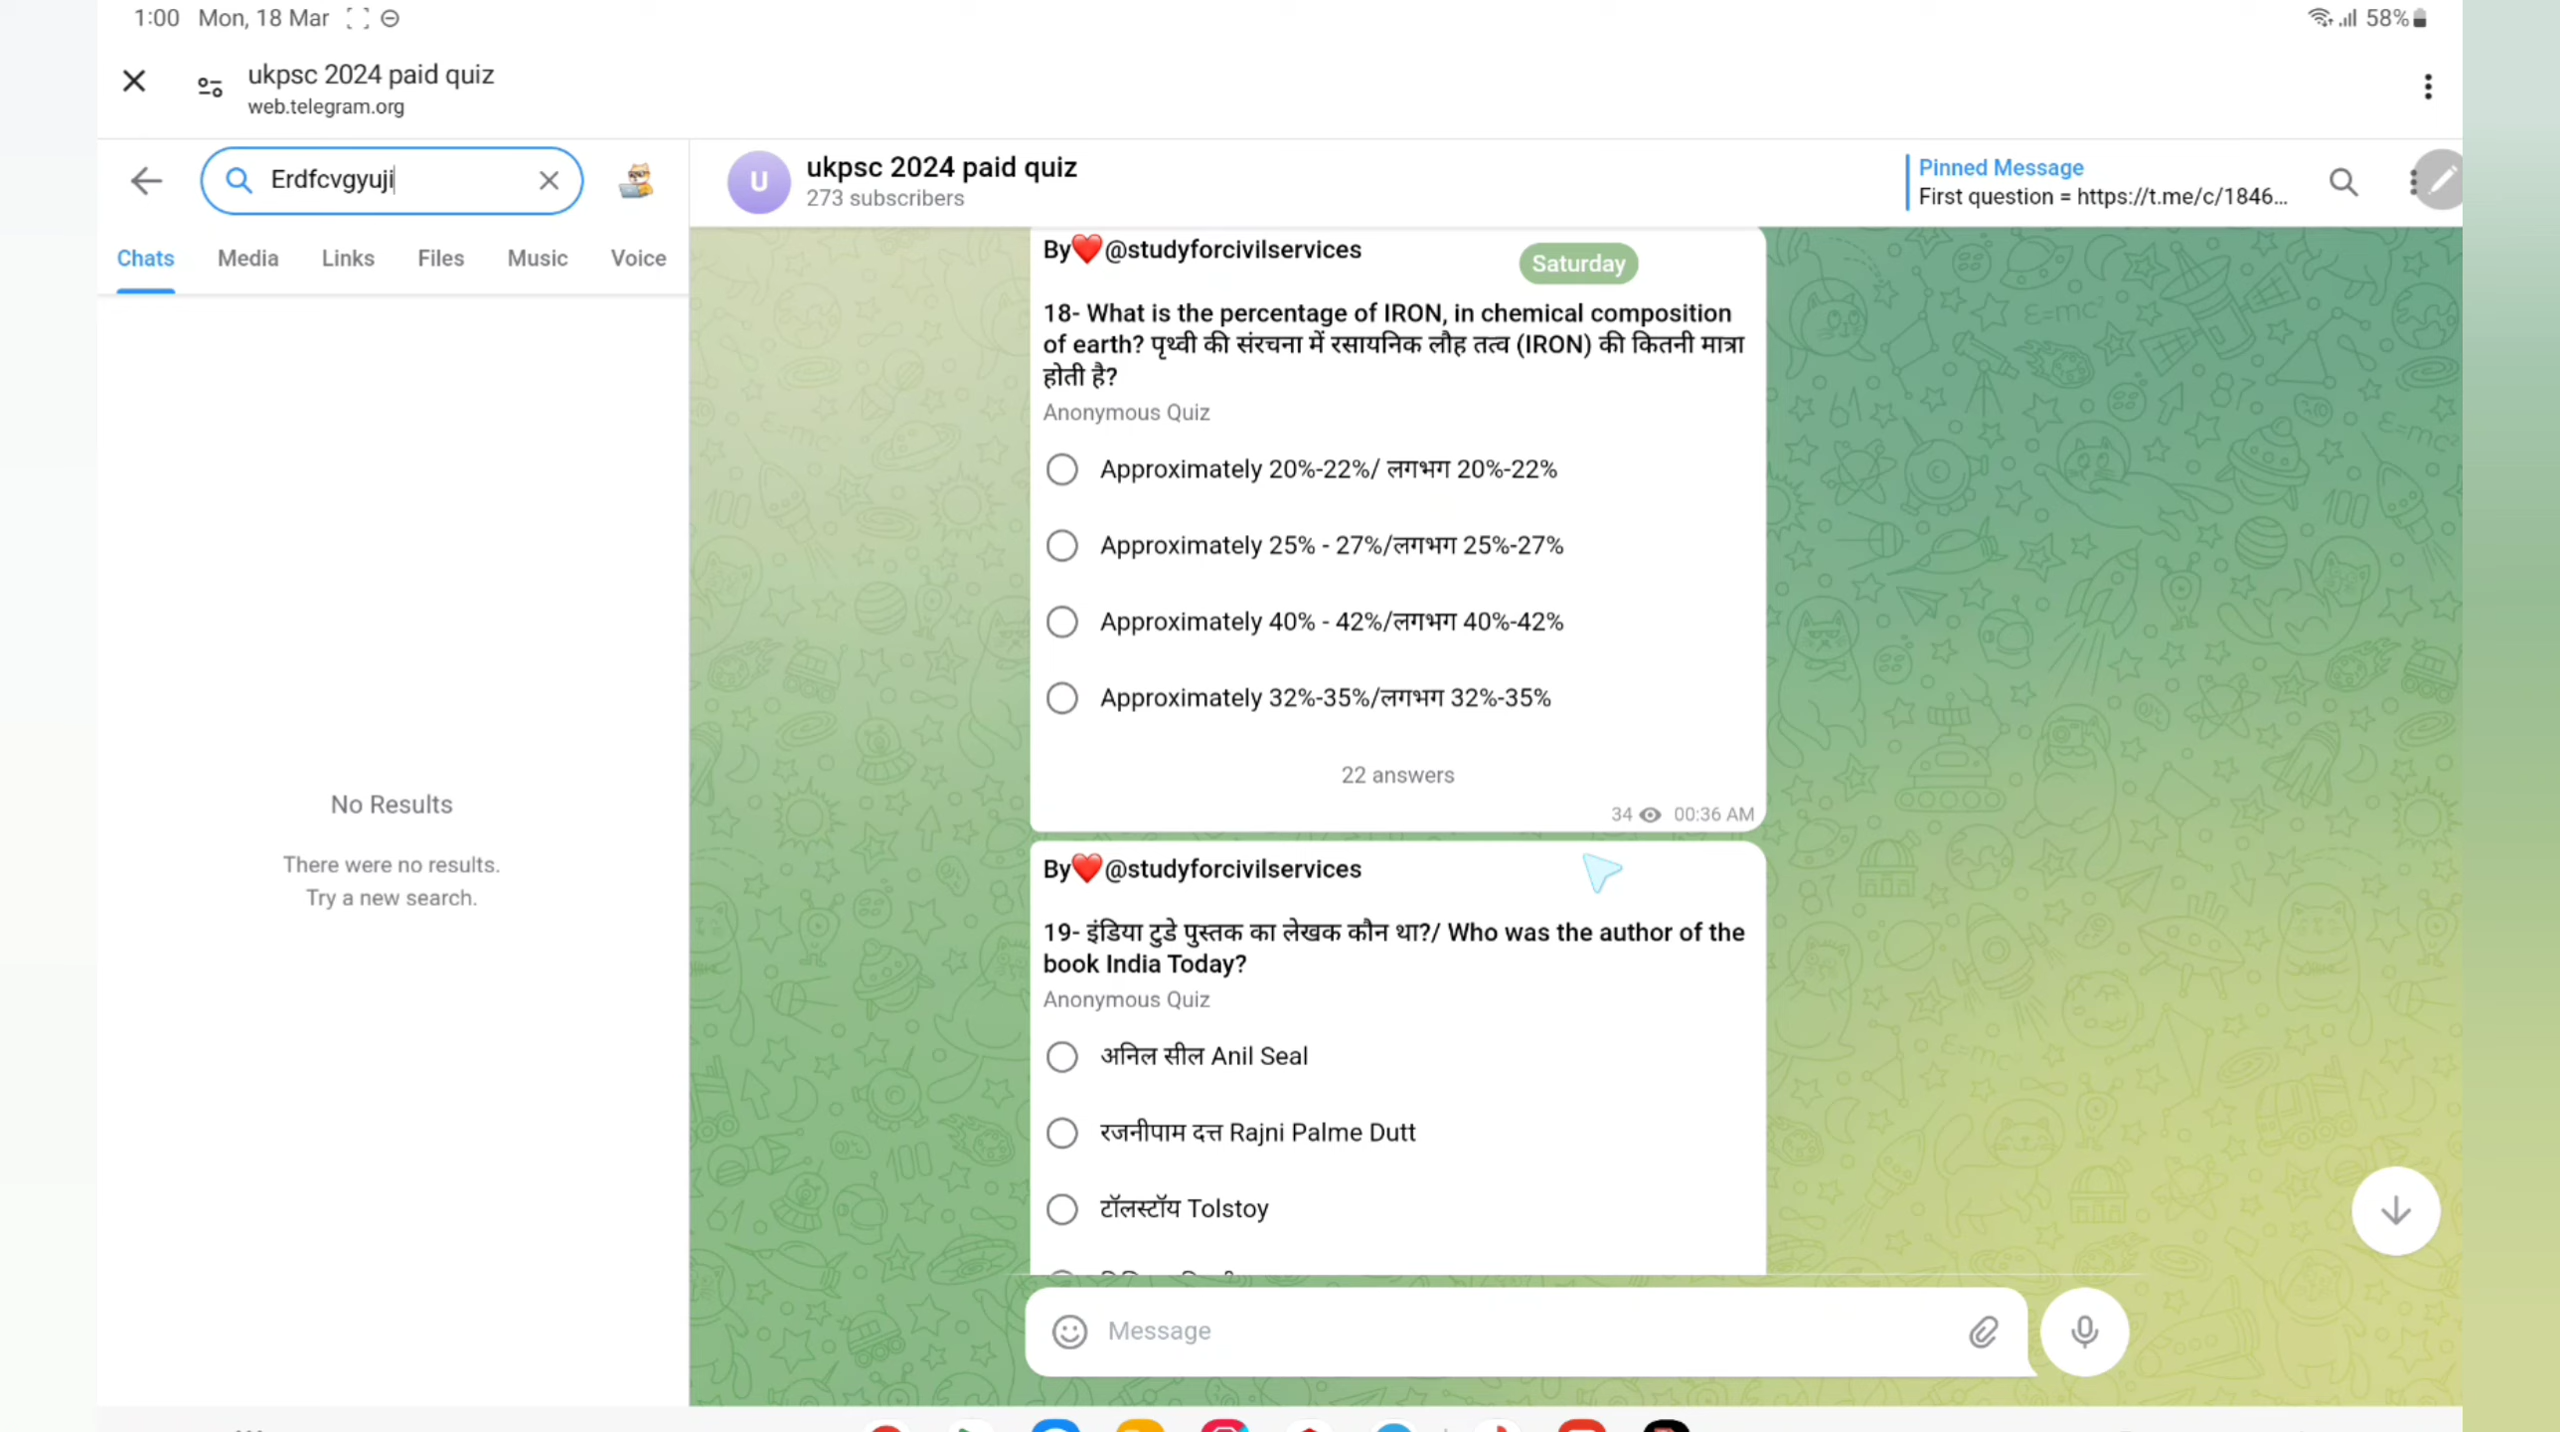 1:00 Mon, 18 Mar
58%
ukpsc 2024 paid quiz
web.telegram.org
Erdfcvgyuji
Chats Media Links Files Music Voice
No Results
There were no results.
Try a new search.
U
ukpsc 2024 paid quiz
273 subscribers
Pinned Message
First question = https://t.me/c/1846...
Saturday
By❤️@studyforcivilservices
18- What is the percentage of IRON, in chemical composition
of earth? पृथ्वी की संरचना में रसायनिक लौह तत्व (IRON) की कितनी मात्रा
होती है?
Anonymous Quiz
Approximately 20%-22%/ लगभग 20%-22%
Approximately 25% - 27%/लगभग 25%-27%
Approximately 40% - 42%/लगभग 40%-42%
Approximately 32%-35%/लगभग 32%-35%
22 answers
34 00:36 AM
By❤️@studyforcivilservices
19- इंडिया टुडे पुस्तक का लेखक कौन था?/ Who was the author of the
book India Today?
Anonymous Quiz
अनिल सील Anil Seal
रजनीपाम दत्त Rajni Palme Dutt
टॉलस्टॉय Tolstoy
Message